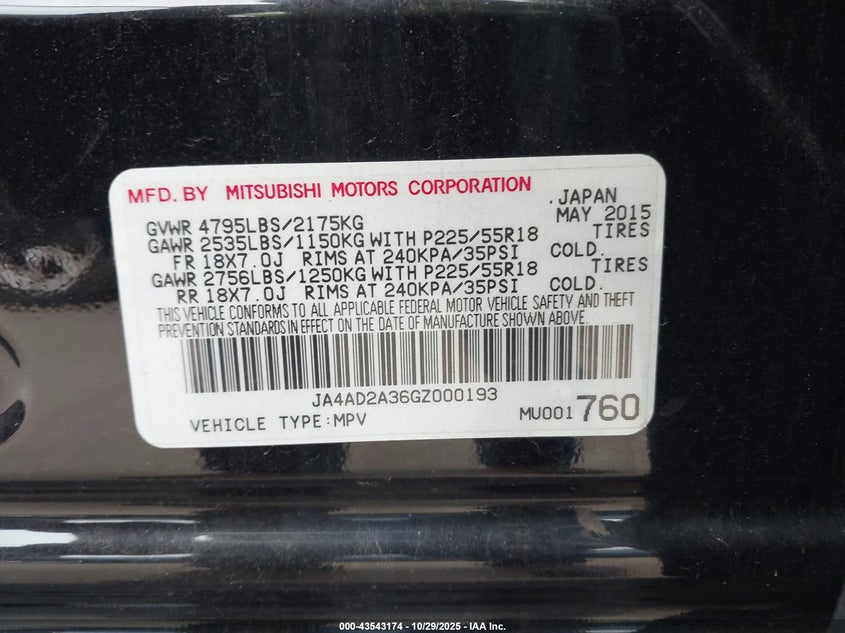 MFD. BY MITSUBISHI MOTORS CORPORATION
. JAPAN
GVWR 4795LBS/2175KG MAY 2015
GAWR 2535LBS/1150KG WITH P225/55R18 TIRES
FR 18X7.0J RIMS AT 240KPA/35PSI COLD.
GAWR 2756LBS/1250KG WITH P225/55R18 TIRES
RR 18X7.0J RIMS AT 240KPA/35PSI COLD.
THIS VEHICLE CONFORMS TO ALL APPLICABLE FEDERAL MOTOR VEHICLE SAFETY AND THEFT
PREVENTION STANDARDS IN EFFECT ON THE DATE OF MANUFACTURE SHOWN ABOVE.
JA4AD2A36GZ000193
VEHICLE TYPE:MPV MU001 760
000-43543174 - 10/29/2025 - IAA Inc.